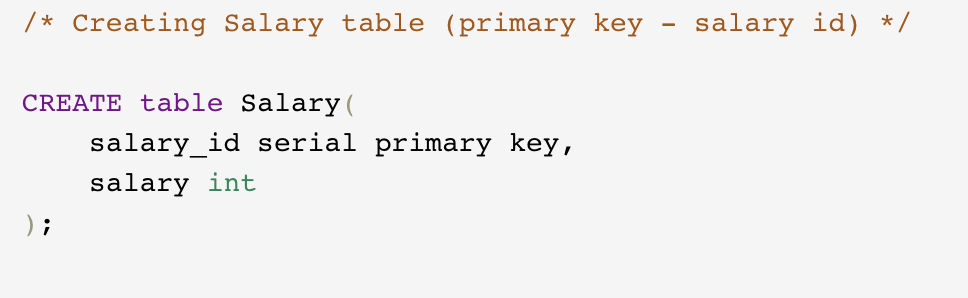 /* Creating Salary table (primary key - salary id) */
CREATE table Salary(
    salary_id serial primary key,
    salary int
);